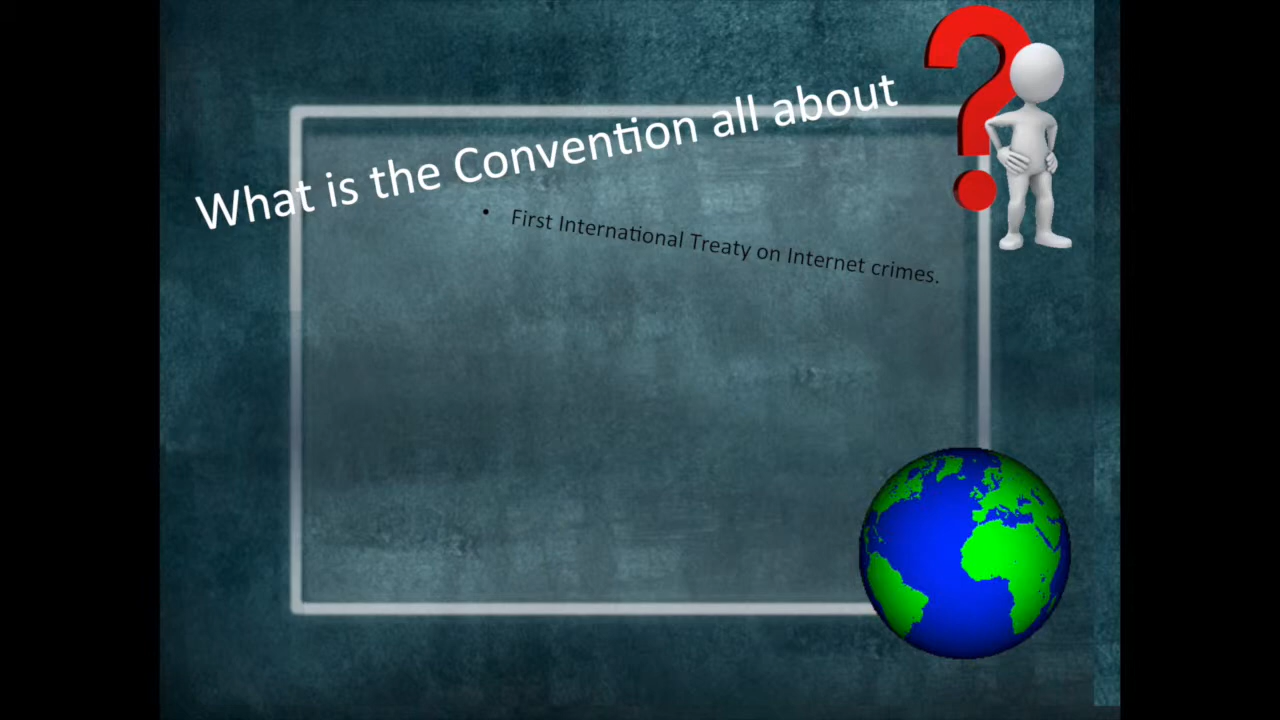 What is the Convention all about
• First International Treaty on Internet crimes.